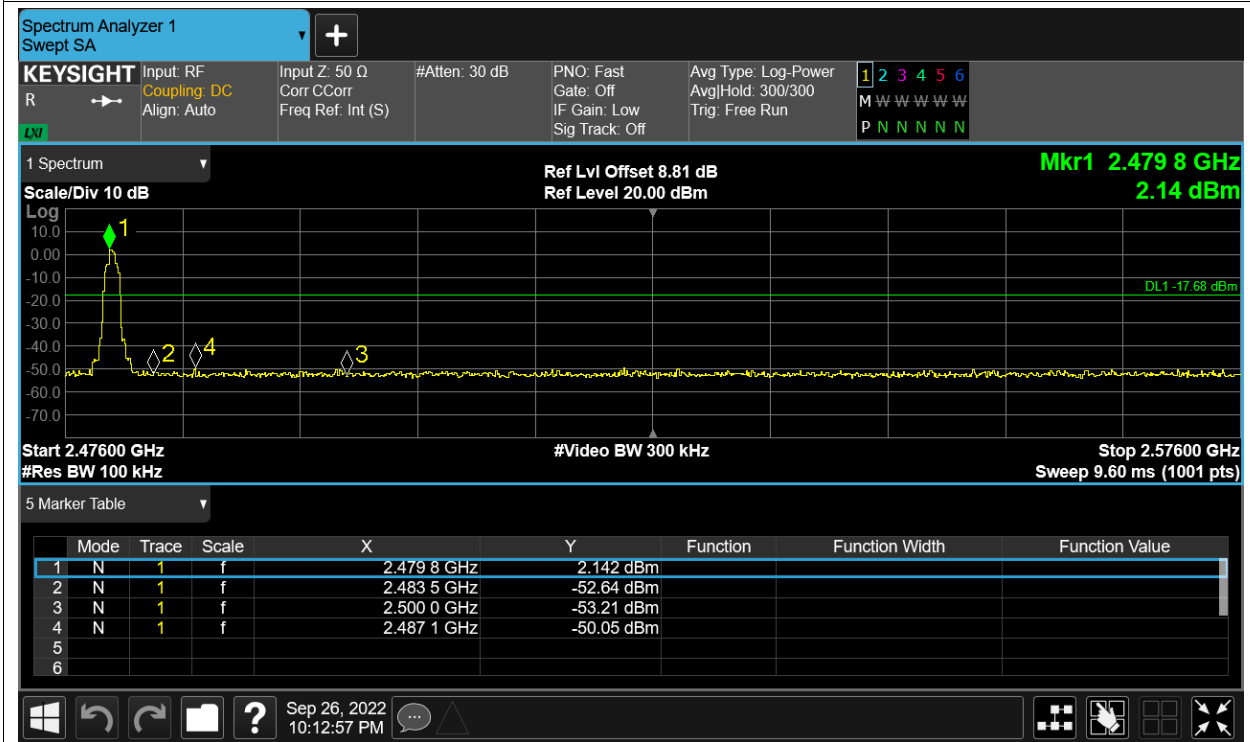 Spectrum Analyzer 1
Swept SA
+
KEYSIGHT Input: RF Input Z: 50 Ω #Atten: 30 dB PNO: Fast Avg Type: Log-Power 1 2 3 4 5 6
R Coupling: DC Corr CCorr Gate: Off Avg|Hold: 300/300 M W W W W W
Align: Auto Freq Ref: Int (S) IF Gain: Low Trig: Free Run
LXI Sig Track: Off P N N N N N
1 Spectrum Ref Lvl Offset 8.81 dB Mkr1 2.479 8 GHz
Scale/Div 10 dB Ref Level 20.00 dBm 2.14 dBm
Log
10.0 1
0.00
-10.0
DL1 -17.68 dBm
-20.0
-30.0
-40.0 2 4 3
-50.0
-60.0
-70.0
Start 2.47600 GHz #Video BW 300 kHz Stop 2.57600 GHz
#Res BW 100 kHz Sweep 9.60 ms (1001 pts)
5 Marker Table
Mode Trace Scale X Y Function Function Width Function Value
1 N 1 f 2.479 8 GHz 2.142 dBm
2 N 1 f 2.483 5 GHz -52.64 dBm
3 N 1 f 2.500 0 GHz -53.21 dBm
4 N 1 f 2.487 1 GHz -50.05 dBm
5
6
? Sep 26, 2022
10:12:57 PM